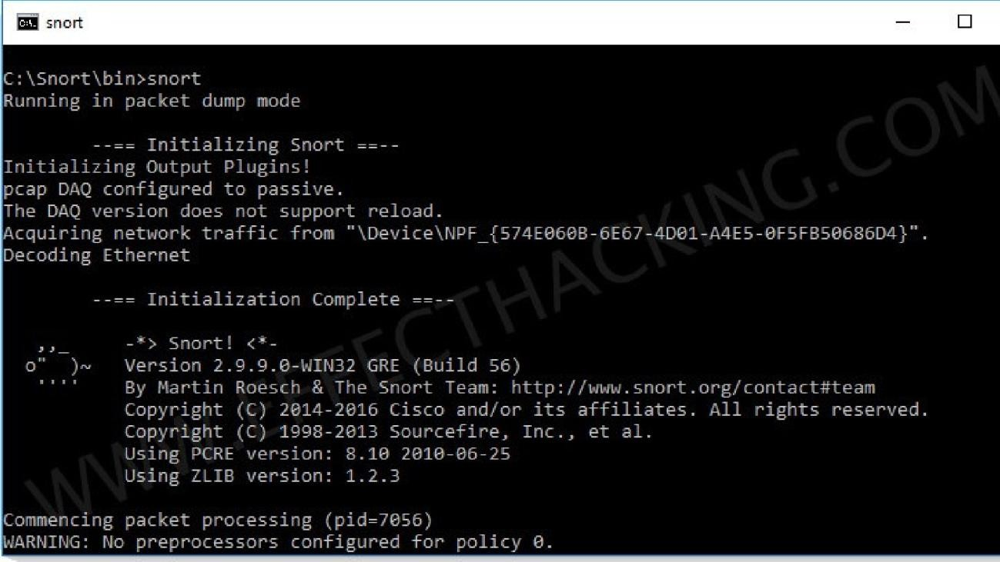 snort
C:\Snort\bin>snort
Running in packet dump mode
--== Initializing Snort ==--
Initializing Output Plugins!
pcap DAQ configured to passive.
The DAQ version does not support reload.
Acquiring network traffic from "\Device\NPF_{574E060B-6E67-4D01-A4E5-0F5FB50686D4}".
Decoding Ethernet
--== Initialization Complete ==--
,,_     -*> Snort! <*-
o"  )~   Version 2.9.9.0-WIN32 GRE (Build 56)
''''    By Martin Roesch & The Snort Team: http://www.snort.org/contact#team
Copyright (C) 2014-2016 Cisco and/or its affiliates. All rights reserved.
Copyright (C) 1998-2013 Sourcefire, Inc., et al.
Using PCRE version: 8.10 2010-06-25
Using ZLIB version: 1.2.3
Commencing packet processing (pid=7056)
WARNING: No preprocessors configured for policy 0.
WWW.EFFECTHACKING.COM